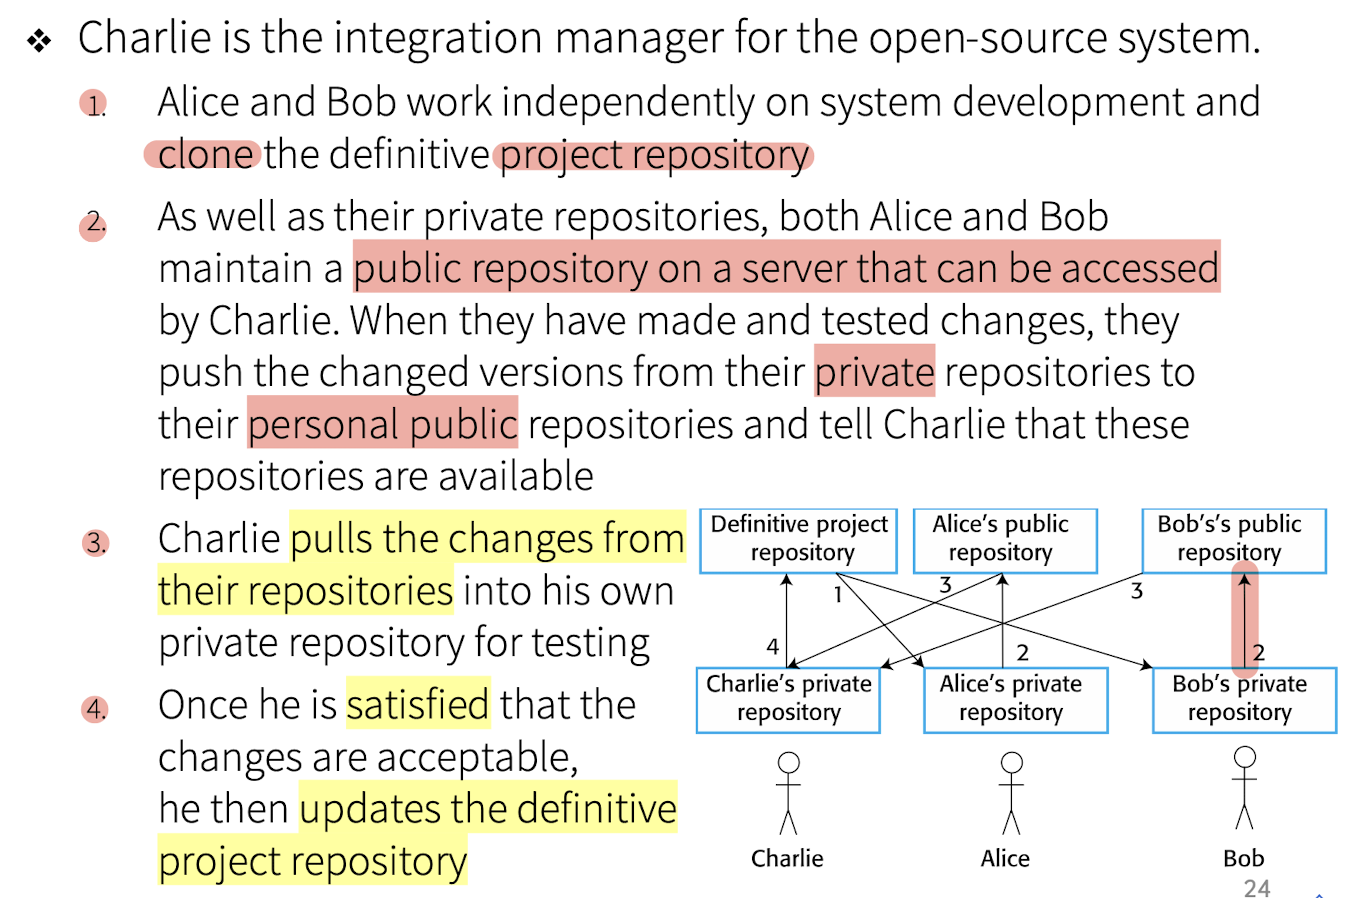 ❖ Charlie is the integration manager for the open-source system.
1. Alice and Bob work independently on system development and
clone the definitive project repository
2. As well as their private repositories, both Alice and Bob
maintain a public repository on a server that can be accessed
by Charlie. When they have made and tested changes, they
push the changed versions from their private repositories to
their personal public repositories and tell Charlie that these
repositories are available
3. Charlie pulls the changes from
their repositories into his own
private repository for testing
4. Once he is satisfied that the
changes are acceptable,
he then updates the definitive
project repository
Definitive project
repository
Alice's public
repository
Bob's's public
repository
1
3
3
4
2
2
Charlie's private
repository
Alice's private
repository
Bob's private
repository
Charlie
Alice
Bob
24